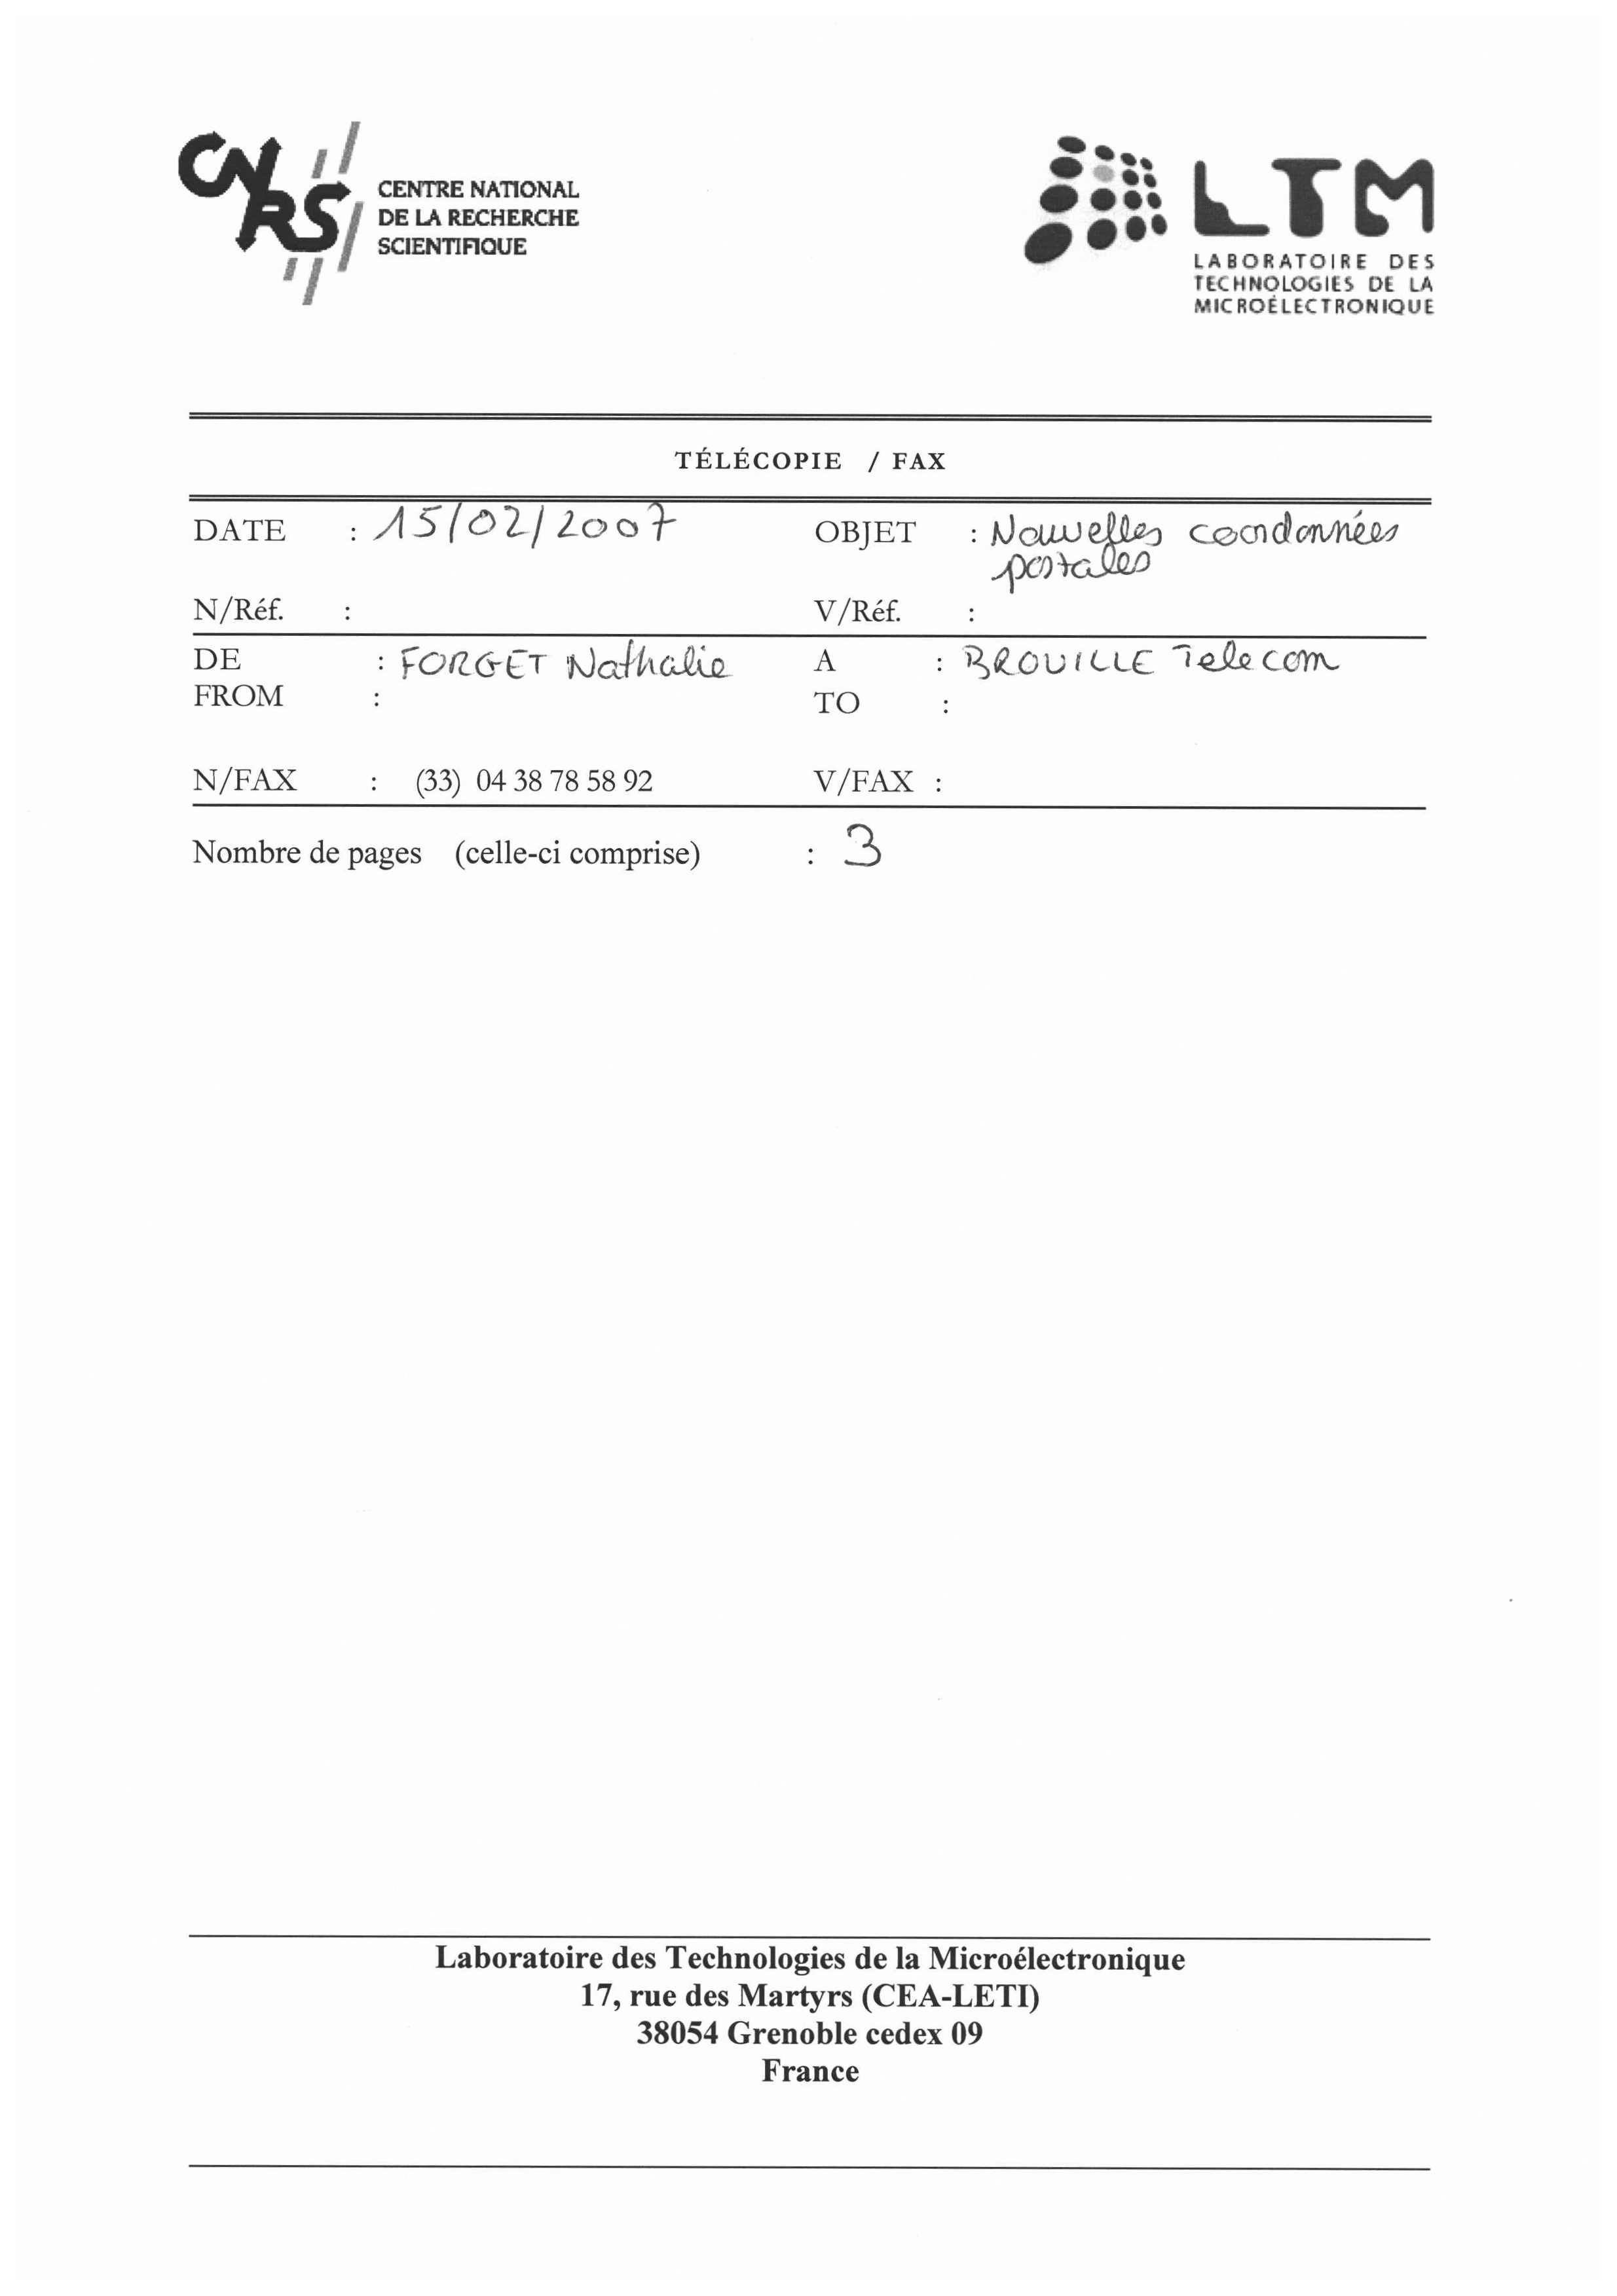 CNRS
CENTRE NATIONAL
DE LA RECHERCHE
SCIENTIFIQUE
LTM
LABORATOIRE DES
TECHNOLOGIES DE LA
MICROÉLECTRONIQUE
TÉLÉCOPIE / FAX
DATE : 15/02/2007 OBJET : Nouvelles coordonnées
postales
N/Réf. : V/Réf. :
DE : FORGET Nathalie A : BROUILLE Telecom
FROM : TO :
N/FAX : (33) 04 38 78 58 92 V/FAX :
Nombre de pages (celle-ci comprise) : 3
Laboratoire des Technologies de la Microélectronique
17, rue des Martyrs (CEA-LETI)
38054 Grenoble cedex 09
France